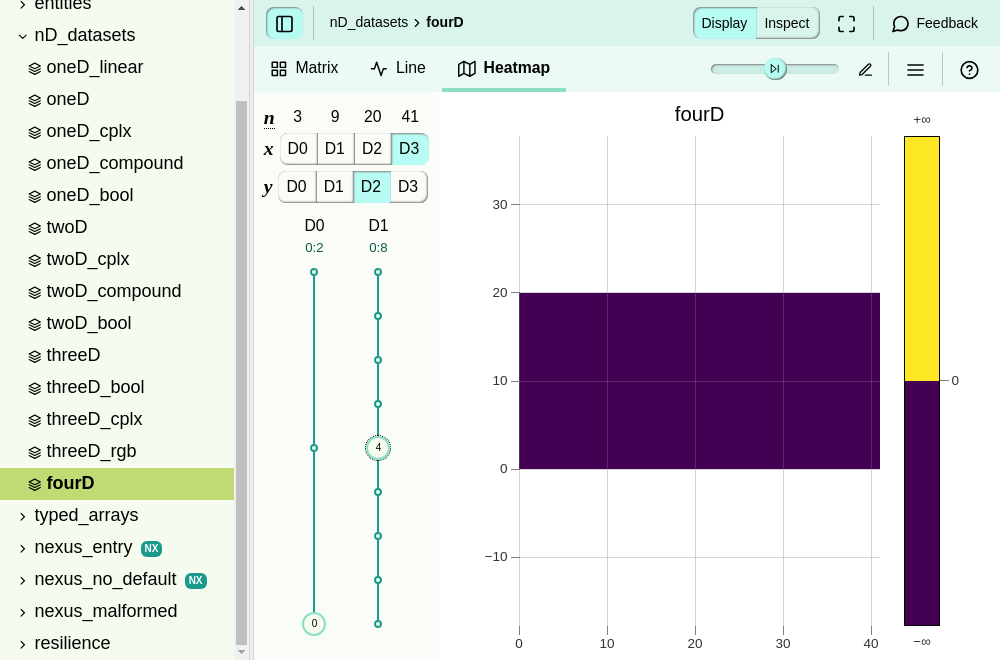 entities
nD_datasets
oneD_linear
oneD
oneD_cplx
oneD_compound
oneD_bool
twoD
twoD_cplx
twoD_compound
twoD_bool
threeD
threeD_bool
threeD_cplx
threeD_rgb
fourD
typed_arrays
nexus_entry NX
nexus_no_default NX
nexus_malformed
resilience
nD_datasets › fourD
Display Inspect
Feedback
Matrix Line Heatmap
n 3 9 20 41
x D0 D1 D2 D3
y D0 D1 D2 D3
D0 D1
0:2 0:8
4
0
fourD
+∞
30
20
10
0
−10
0 10 20 30 40
0
−∞